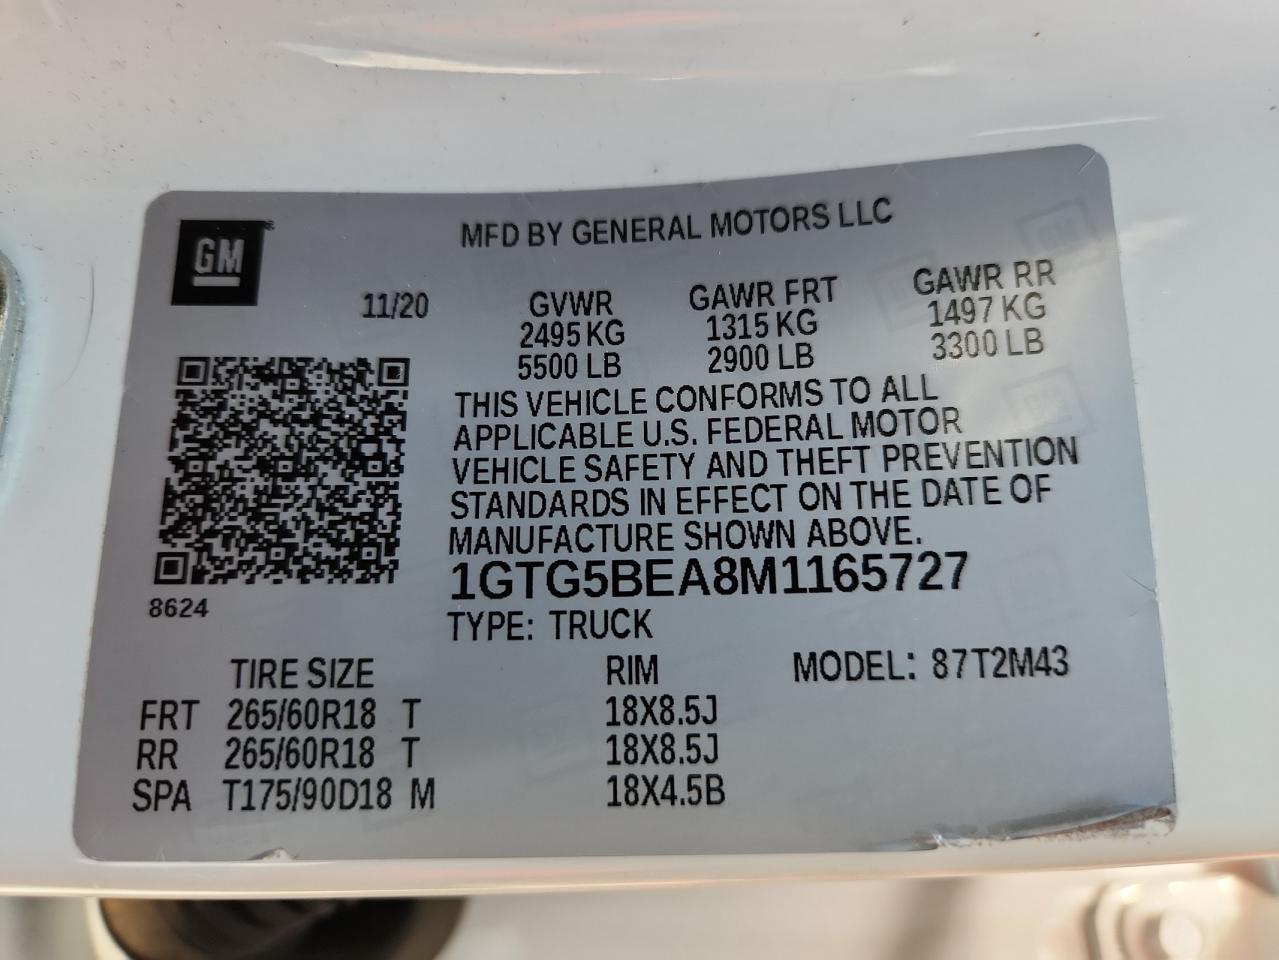 GM
MFD BY GENERAL MOTORS LLC
11/20 GVWR GAWR FRT GAWR RR
2495 KG 1315 KG 1497 KG
5500 LB 2900 LB 3300 LB
THIS VEHICLE CONFORMS TO ALL
APPLICABLE U.S. FEDERAL MOTOR
VEHICLE SAFETY AND THEFT PREVENTION
STANDARDS IN EFFECT ON THE DATE OF
MANUFACTURE SHOWN ABOVE.
1GTG5BEA8M1165727
8624
TYPE: TRUCK
TIRE SIZE RIM MODEL: 87T2M43
FRT 265/60R18 T 18X8.5J
RR 265/60R18 T 18X8.5J
SPA T175/90D18 M 18X4.5B